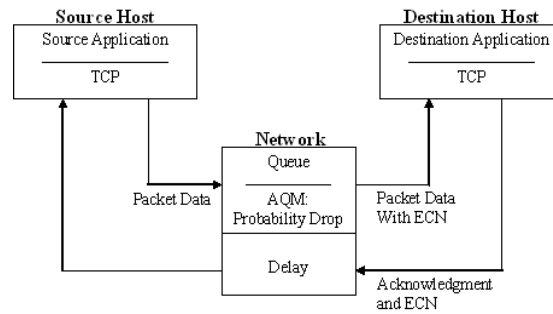 Source Host
Source Application
TCP
Destination Host
Destination Application
TCP
Network
Queue
AQM:
Probability Drop
Delay
Packet Data
Packet Data
With ECN
Acknowledgment
and ECN